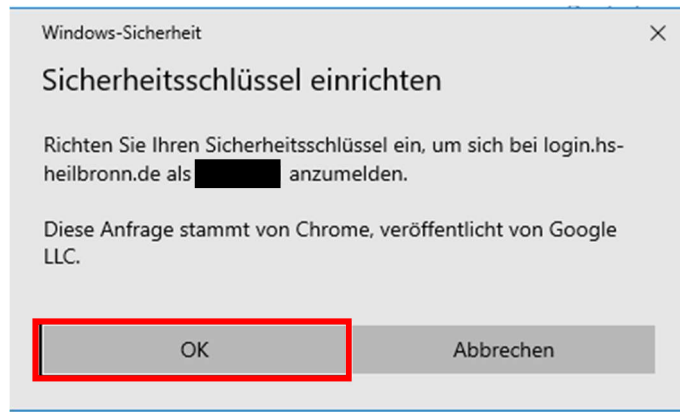 Windows-Sicherheit
Sicherheitsschlüssel einrichten
Richten Sie Ihren Sicherheitsschlüssel ein, um sich bei login.hs-
heilbronn.de als anzumelden.
Diese Anfrage stammt von Chrome, veröffentlicht von Google
LLC.
OK
Abbrechen